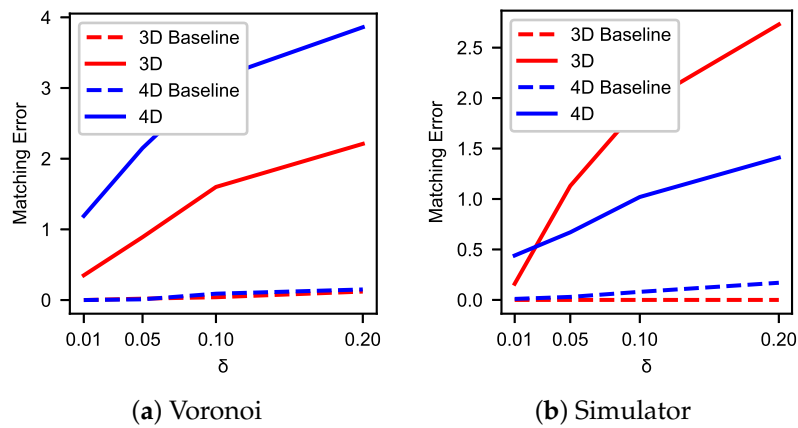 4
3
2
1
0
Matching Error
3D Baseline
3D
4D Baseline
4D
0.01
0.05
0.10
0.20
δ
(a) Voronoi
2.5
2.0
1.5
1.0
0.5
0.0
Matching Error
3D Baseline
3D
4D Baseline
4D
0.01
0.05
0.10
0.20
δ
(b) Simulator